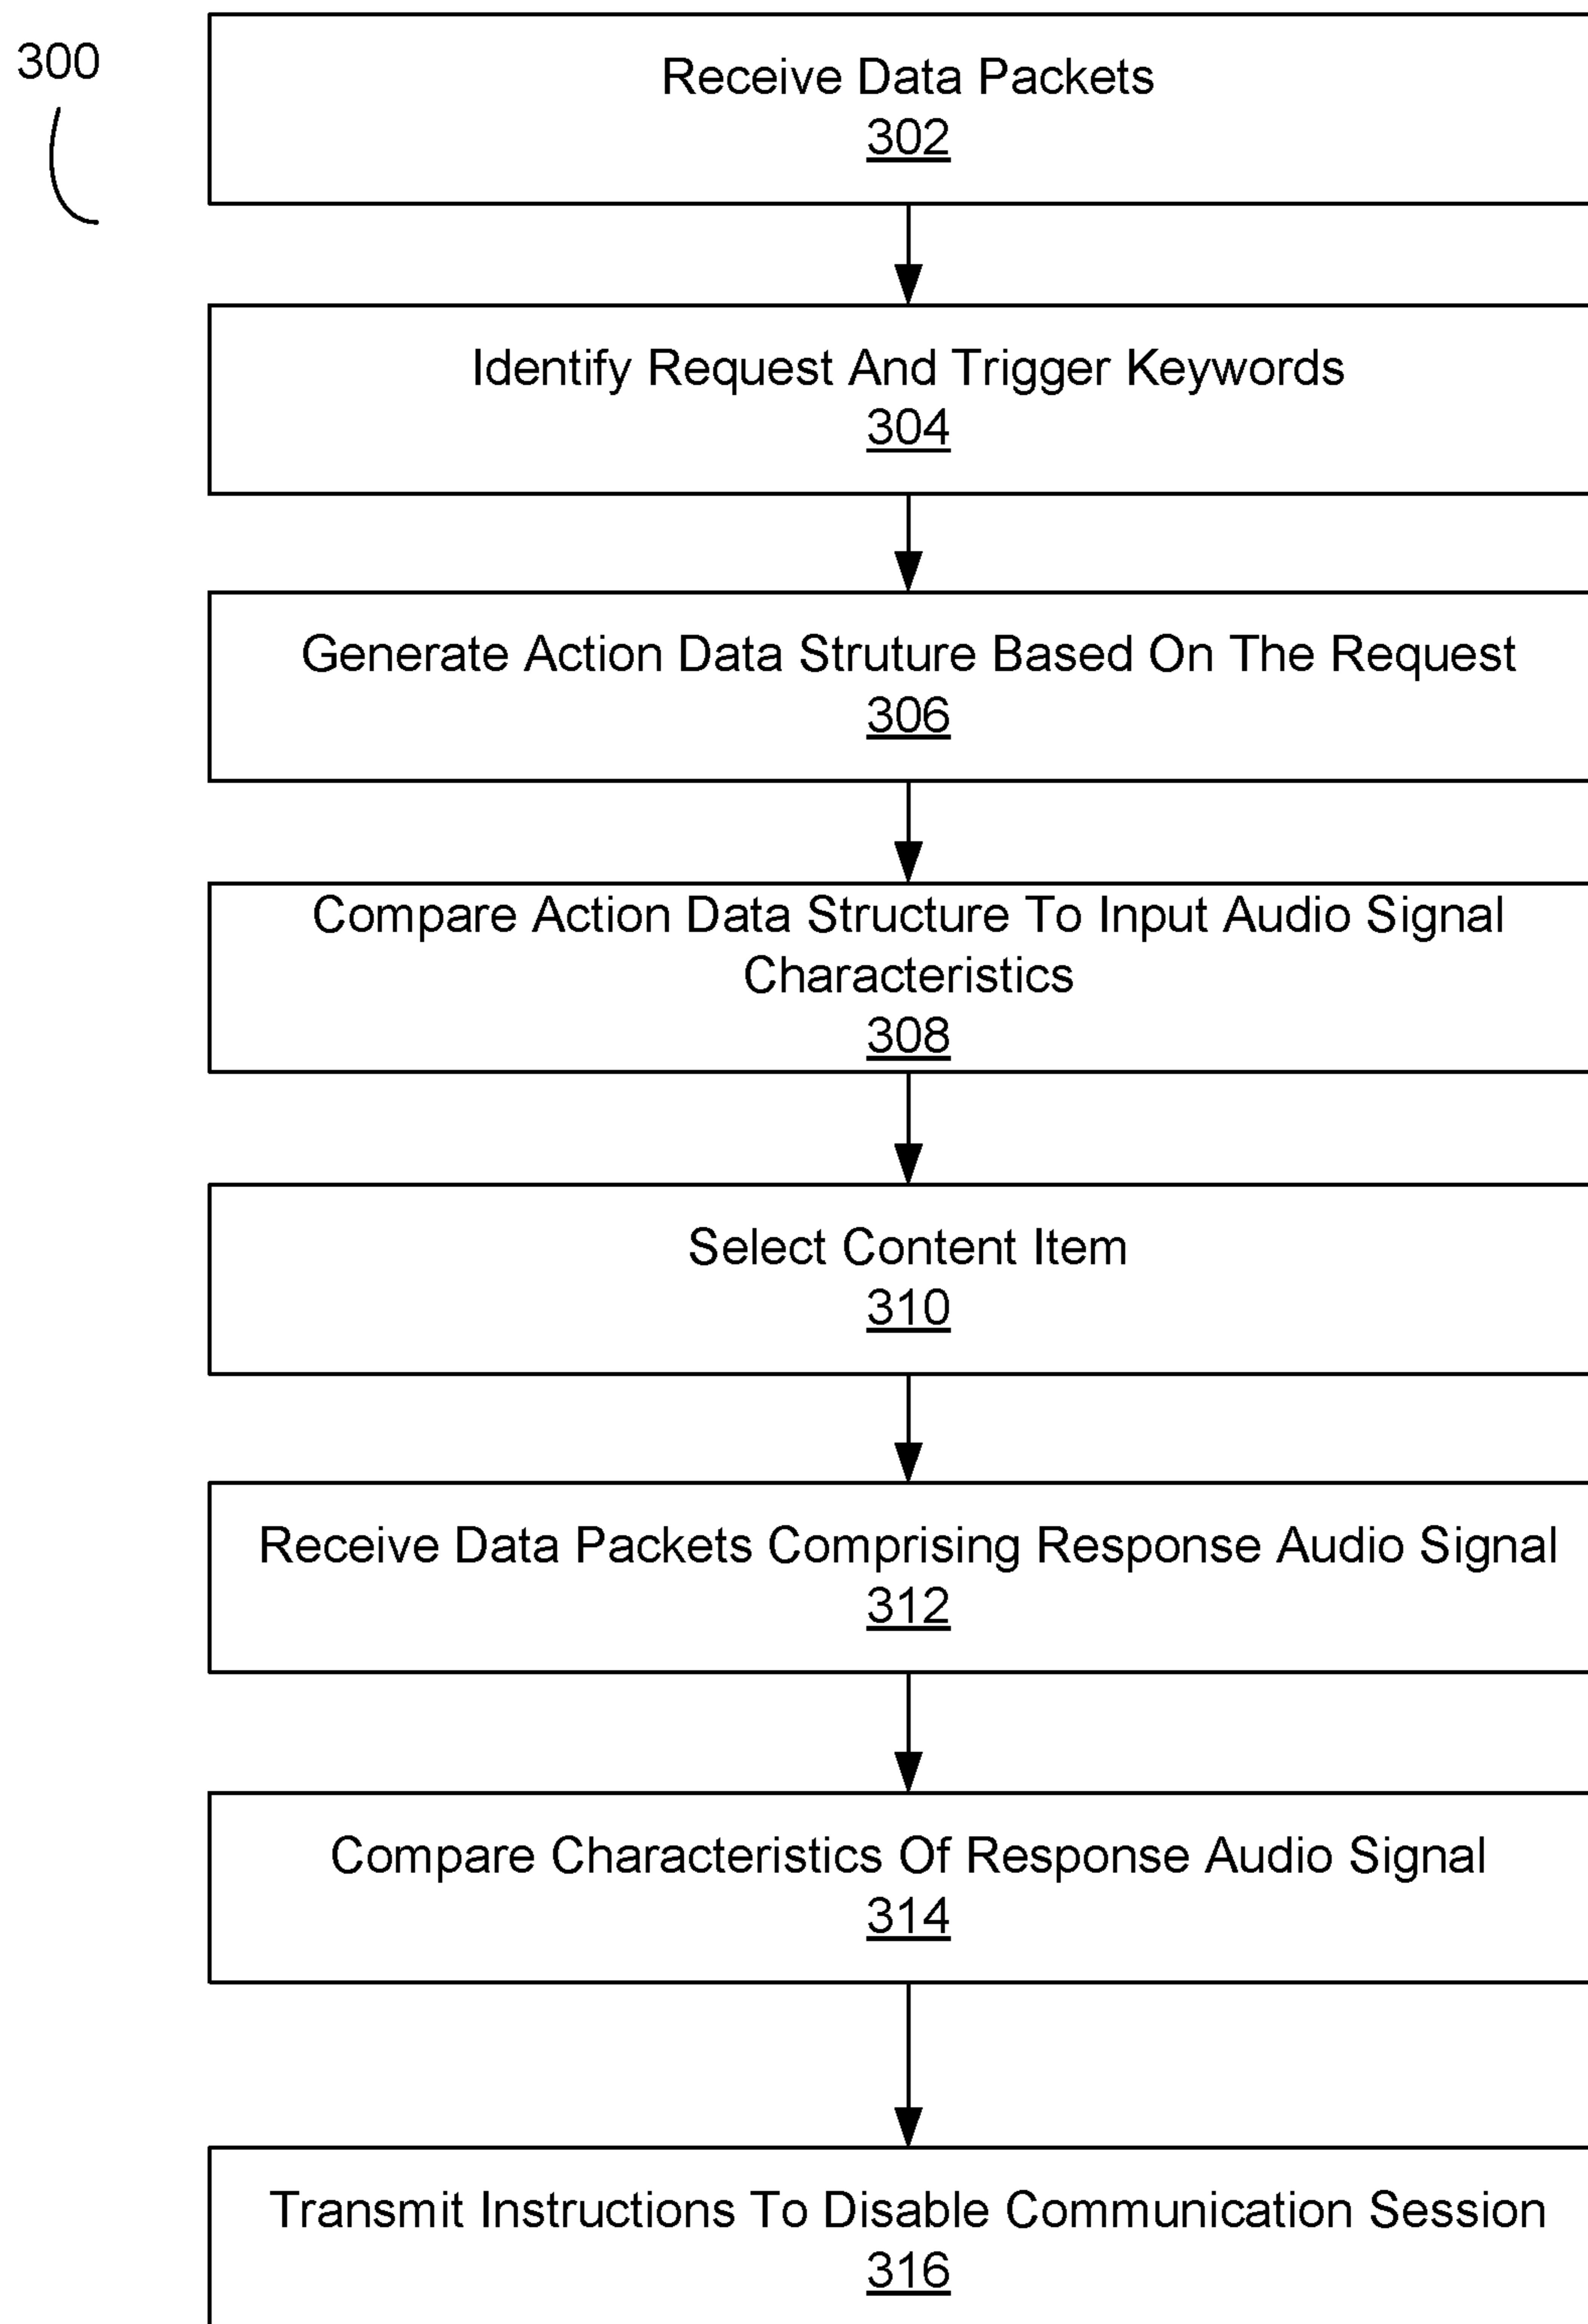 300
Receive Data Packets
302
Identify Request And Trigger Keywords
304
Generate Action Data Struture Based On The Request
306
Compare Action Data Structure To Input Audio Signal
Characteristics
308
Select Content Item
310
Receive Data Packets Comprising Response Audio Signal
312
Compare Characteristics Of Response Audio Signal
314
Transmit Instructions To Disable Communication Session
316